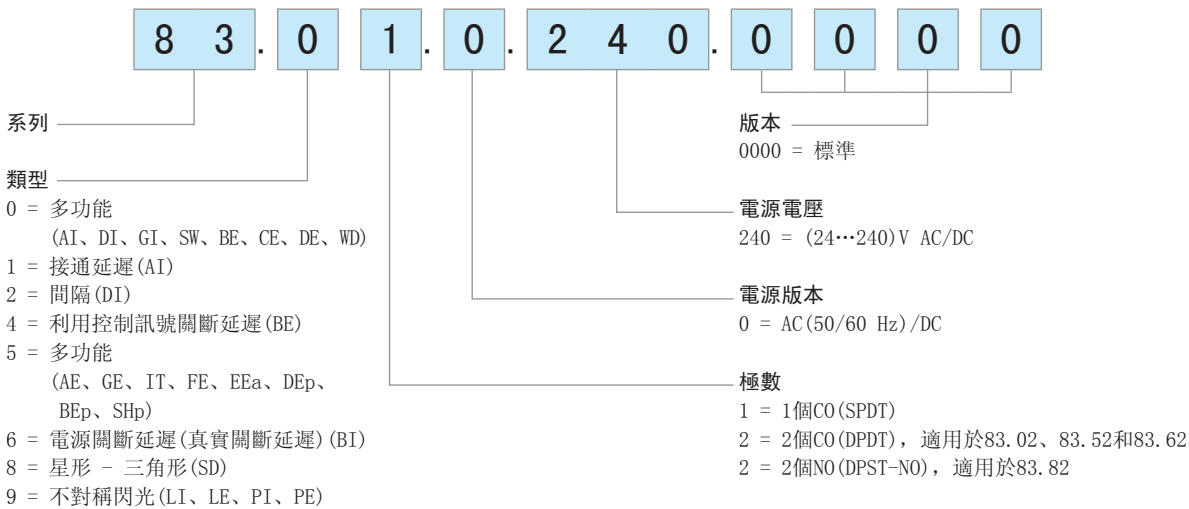 8 3 . 0 1 . 0 . 2 4 0 . 0 0 0 0
系列
類型
0 = 多功能
(AI、DI、GI、SW、BE、CE、DE、WD)
1 = 接通延遲(AI)
2 = 間隔(DI)
4 = 利用控制訊號關斷延遲(BE)
5 = 多功能
(AE、GE、IT、FE、EEa、DEp、
BEp、SHp)
6 = 電源關斷延遲(真實關斷延遲)(BI)
8 = 星形 - 三角形(SD)
9 = 不對稱閃光(LI、LE、PI、PE)
版本
0000 = 標準
電源電壓
240 = (24…240)V AC/DC
電源版本
0 = AC(50/60 Hz)/DC
極數
1 = 1個CO(SPDT)
2 = 2個CO(DPDT)，適用於83.02、83.52和83.62
2 = 2個NO(DPST-NO)，適用於83.82